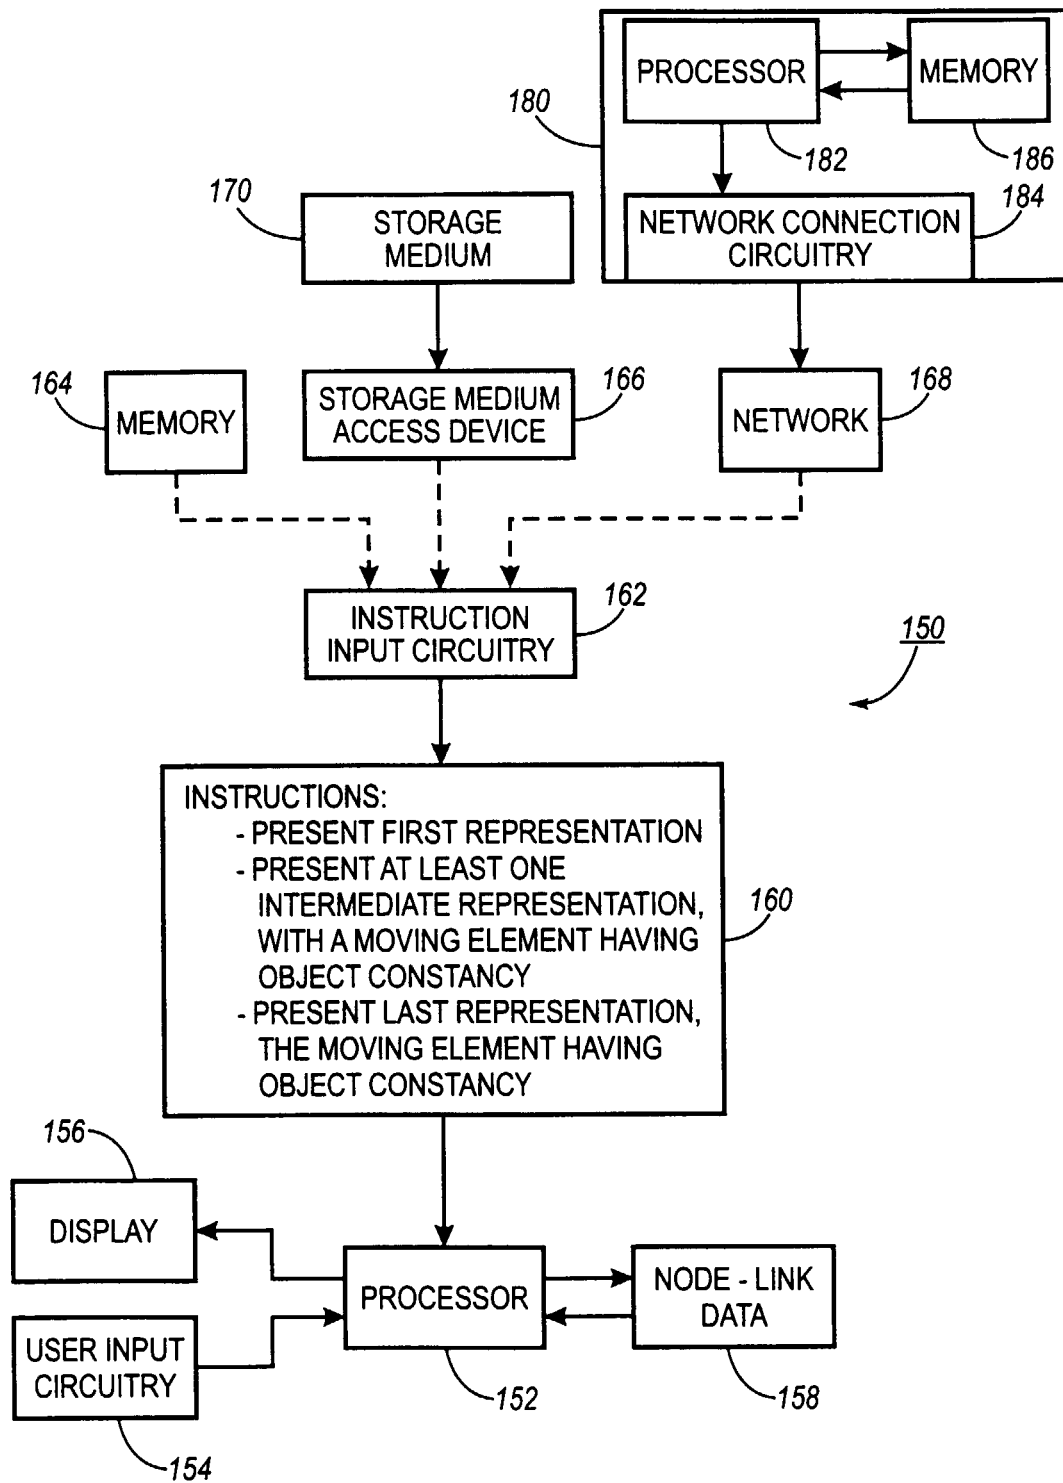 PROCESSOR
MEMORY
180
182
186
170
184
STORAGE
MEDIUM
NETWORK CONNECTION
CIRCUITRY
164
166
168
MEMORY
STORAGE MEDIUM
ACCESS DEVICE
NETWORK
162
INSTRUCTION
INPUT CIRCUITRY
150
INSTRUCTIONS:
- PRESENT FIRST REPRESENTATION
- PRESENT AT LEAST ONE
INTERMEDIATE REPRESENTATION,
WITH A MOVING ELEMENT HAVING
OBJECT CONSTANCY
- PRESENT LAST REPRESENTATION,
THE MOVING ELEMENT HAVING
OBJECT CONSTANCY
160
156
DISPLAY
PROCESSOR
NODE - LINK
DATA
USER INPUT
CIRCUITRY
152
158
154